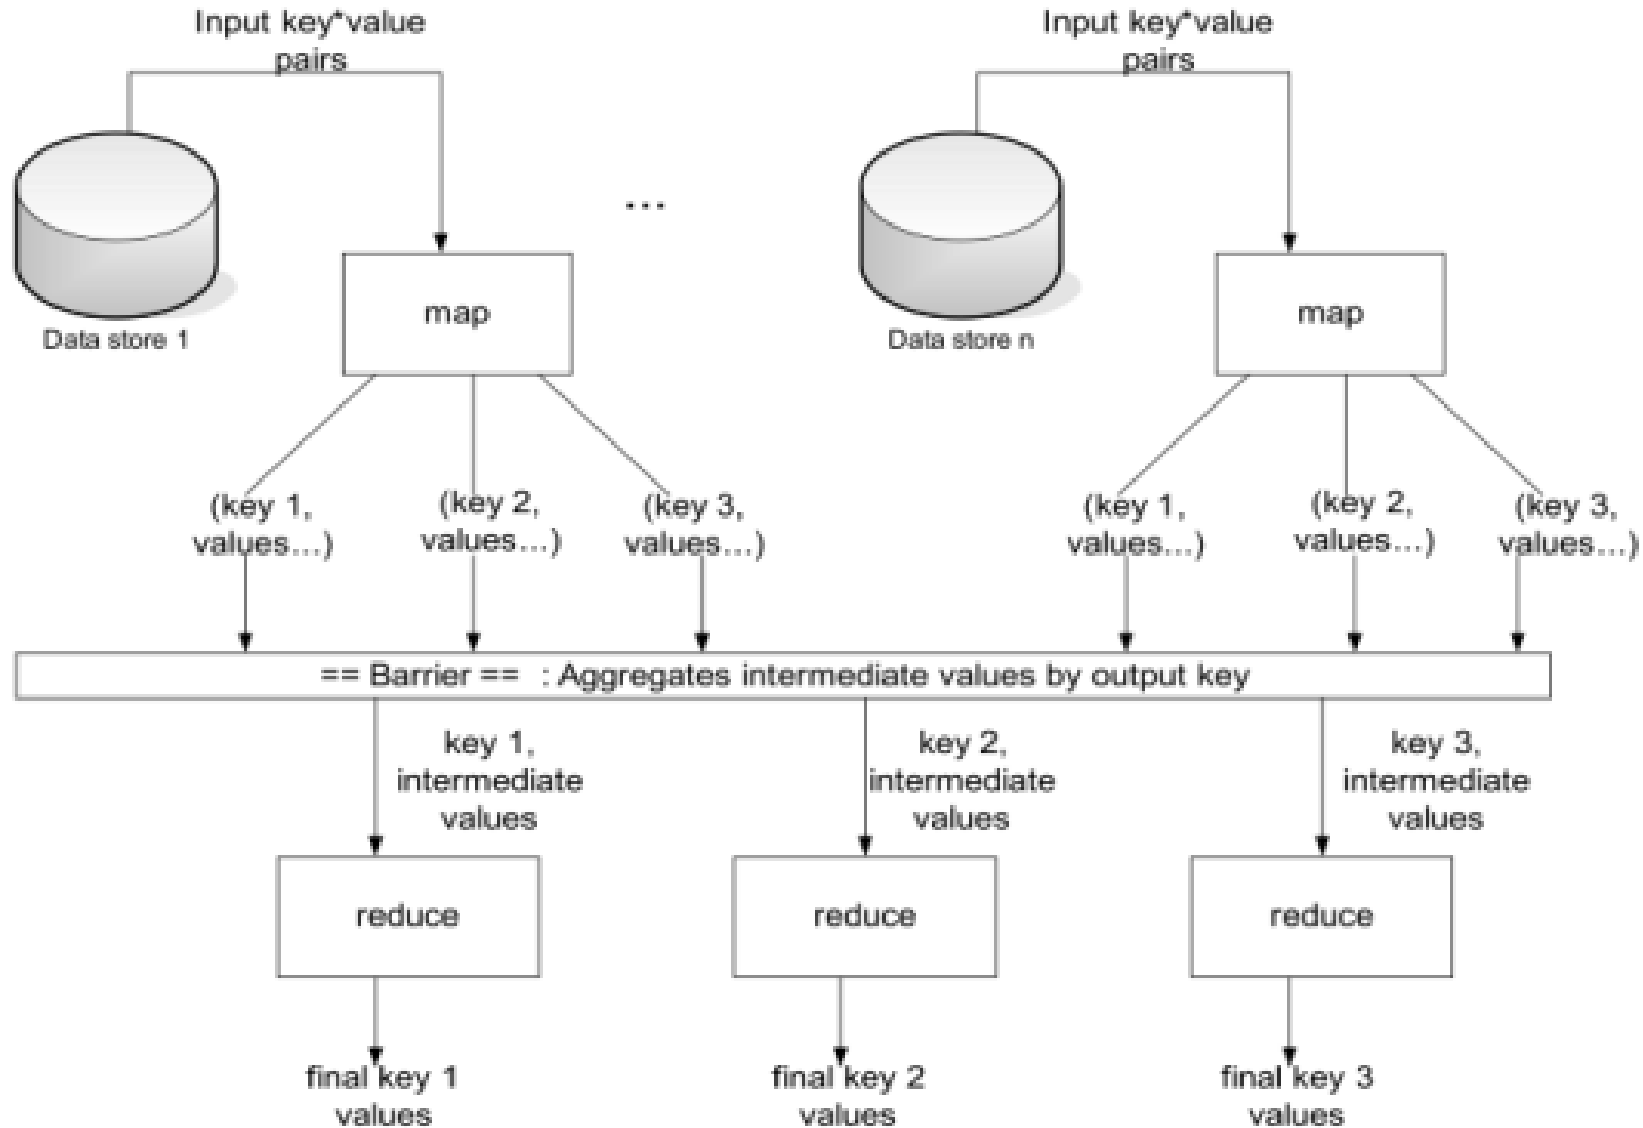 Input key*value
pairs
Input key*value
pairs
...
Data store 1
map
Data store n
map
(key 1,
values...)
(key 2,
values...)
(key 3,
values...)
(key 1,
values...)
(key 2,
values...)
(key 3,
values...)
== Barrier == : Aggregates intermediate values by output key
key 1,
intermediate
values
key 2,
intermediate
values
key 3,
intermediate
values
reduce
reduce
reduce
final key 1
values
final key 2
values
final key 3
values